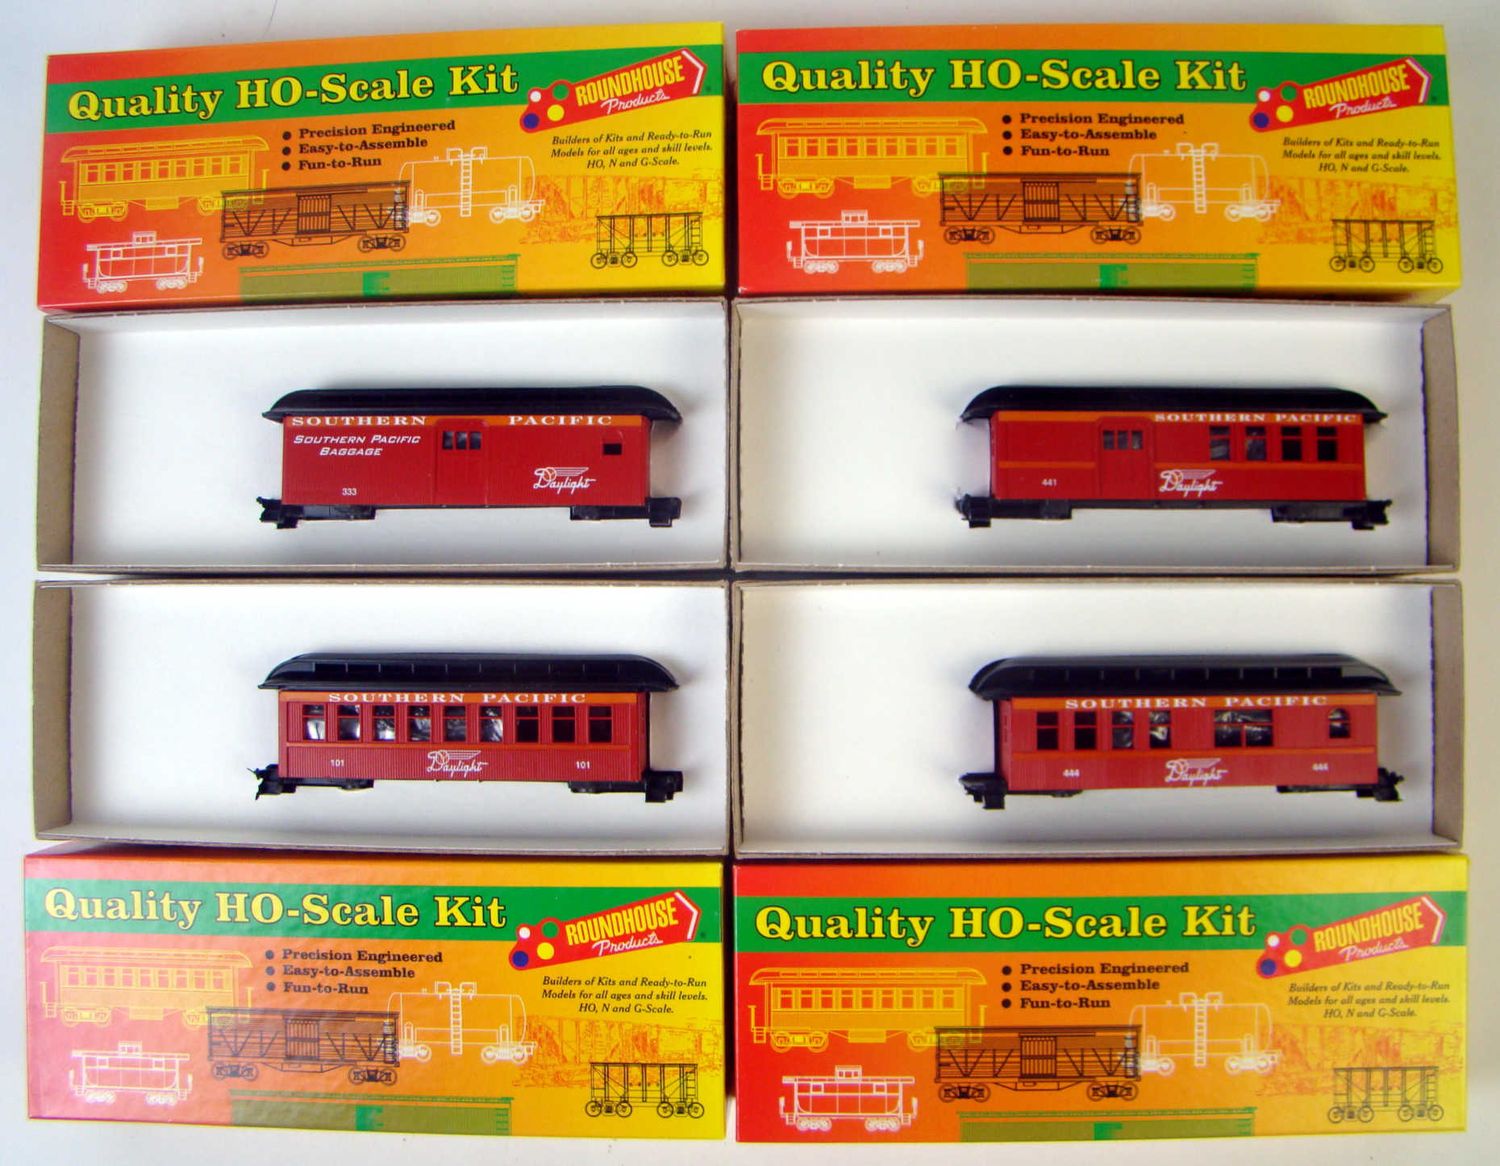 Quality HO-Scale Kit
ROUNDHOUSE
Products
Precision Engineered
Easy-to-Assemble
Fun-to-Run
Builders of Kits and Ready-to-Run
Models for all ages and skill levels.
HO, N and G-Scale.
Quality HO-Scale Kit
ROUNDHOUSE
Products
Precision Engineered
Easy-to-Assemble
Fun-to-Run
Builders of Kits and Ready-to-Run
Models for all ages and skill levels.
HO, N and G-Scale.
SOUTHERN PACIFIC
SOUTHERN PACIFIC
BAGGAGE
333
Daylight
SOUTHERN PACIFIC
441
Daylight
SOUTHERN PACIFIC
101 Daylight 101
SOUTHERN PACIFIC
444 Daylight 444
Quality HO-Scale Kit
ROUNDHOUSE
Products
Precision Engineered
Easy-to-Assemble
Fun-to-Run
Builders of Kits and Ready-to-Run
Models for all ages and skill levels.
HO, N and G-Scale.
Quality HO-Scale Kit
ROUNDHOUSE
Products
Precision Engineered
Easy-to-Assemble
Fun-to-Run
Builders of Kits and Ready-to-Run
Models for all ages and skill levels.
HO, N and G-Scale.